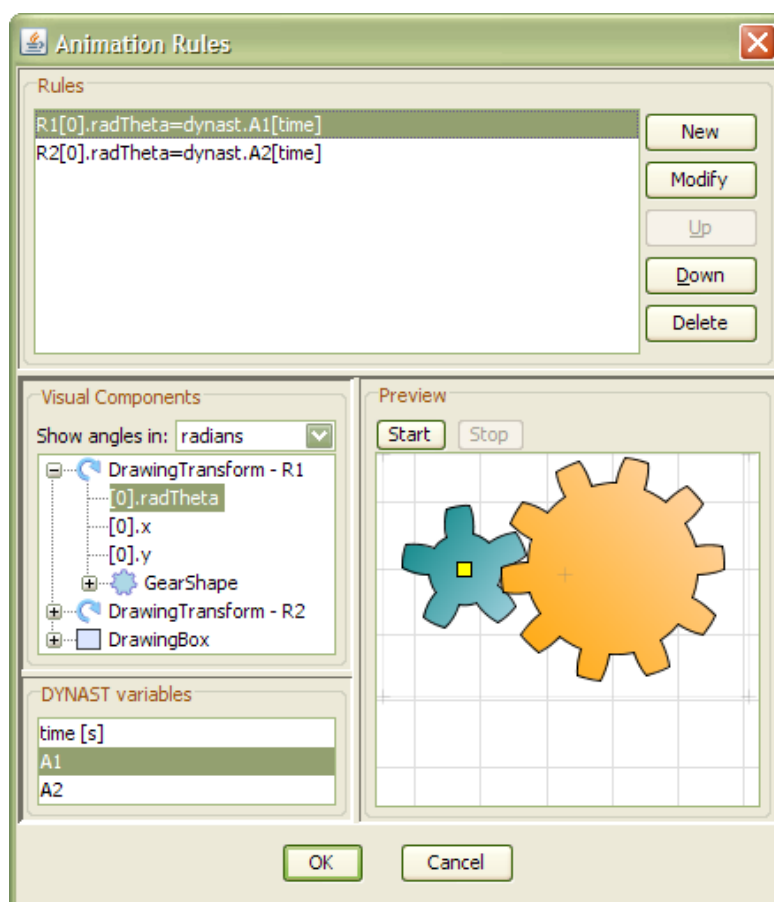 Animation Rules
Rules
R1[0].radTheta=dynast.A1[time]
R2[0].radTheta=dynast.A2[time]
New
Modify
Up
Down
Delete
Visual Components
Show angles in: radians
DrawingTransform - R1
[0].radTheta
[0].x
[0].y
GearShape
DrawingTransform - R2
DrawingBox
DYNAST variables
time [s]
A1
A2
Preview
Start Stop
OK Cancel